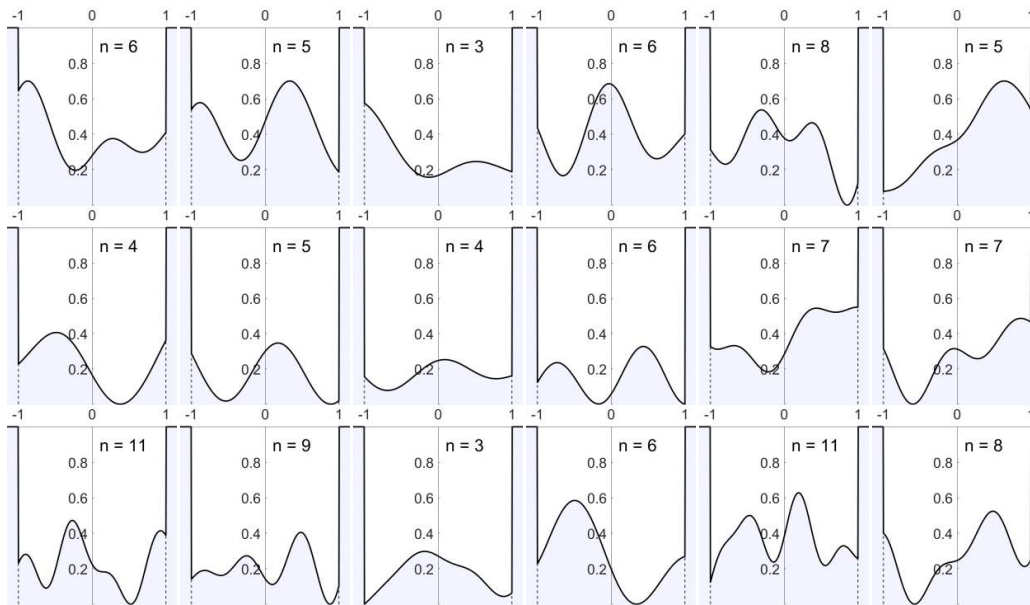 -1 0 1 -1 0 1 -1 0 1 -1 0 1 -1 0 1 -1 0 1
n = 6 n = 5 n = 3 n = 6 n = 8 n = 5
0.8 0.8 0.8 0.8 0.8 0.8
0.6 0.6 0.6 0.6 0.6 0.6
0.4 0.4 0.4 0.4 0.4 0.4
0.2 0.2 0.2 0.2 0.2 0.2
-1 0 1 -1 0 1 -1 0 1 -1 0 1 -1 0 1 -1 0 1
n = 4 n = 5 n = 4 n = 6 n = 7 n = 7
0.8 0.8 0.8 0.8 0.8 0.8
0.6 0.6 0.6 0.6 0.6 0.6
0.4 0.4 0.4 0.4 0.4 0.4
0.2 0.2 0.2 0.2 0.2 0.2
-1 0 1 -1 0 1 -1 0 1 -1 0 1 -1 0 1 -1 0 1
n = 11 n = 9 n = 3 n = 6 n = 11 n = 8
0.8 0.8 0.8 0.8 0.8 0.8
0.6 0.6 0.6 0.6 0.6 0.6
0.4 0.4 0.4 0.4 0.4 0.4
0.2 0.2 0.2 0.2 0.2 0.2